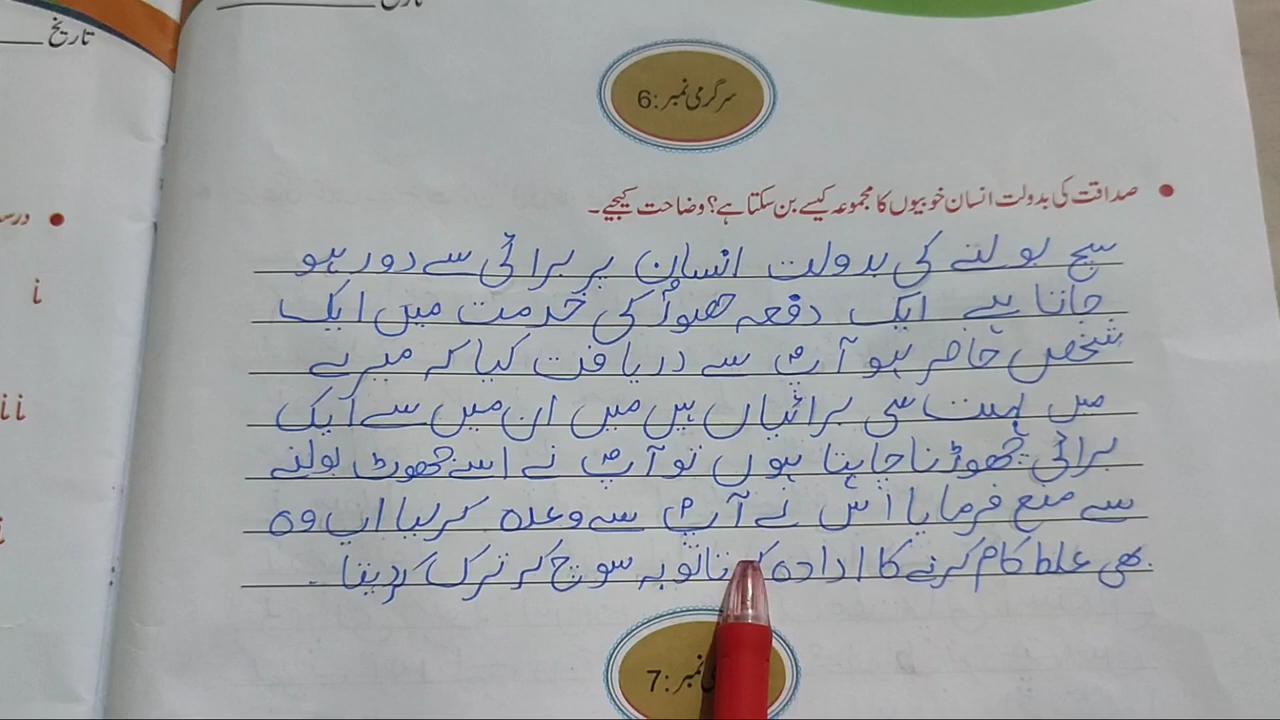 تاریخ
تاریخ
سرگرمی نمبر :6
صداقت کی بدولت انسان خوبیوں کا مجموعہ کیسے بن سکتا ہے؟ وضاحت کیجیے۔
سچ بولنے کی بدولت انسان ہر برائی سے دور ہو
جاتا ہے ایک دفعہ حضورؐ کی خدمت میں ایک
شخص حاضر ہو آپؐ سے دریافت کیا کہ میرے
میں بہت سی برائیاں ہیں میں ان میں سے ایک
برائی چھوڑنا چاہتا ہوں تو آپؐ نے اسے جھوٹ بولنے
سے منع فرمایا اس نے آپؐ سے وعدہ کر لیا اب وہ
بھی غلط کام کرنے کا ارادہ تا تو یہ سوچ کر ترک کر دیتا ۔
نمبر :7
i
ii